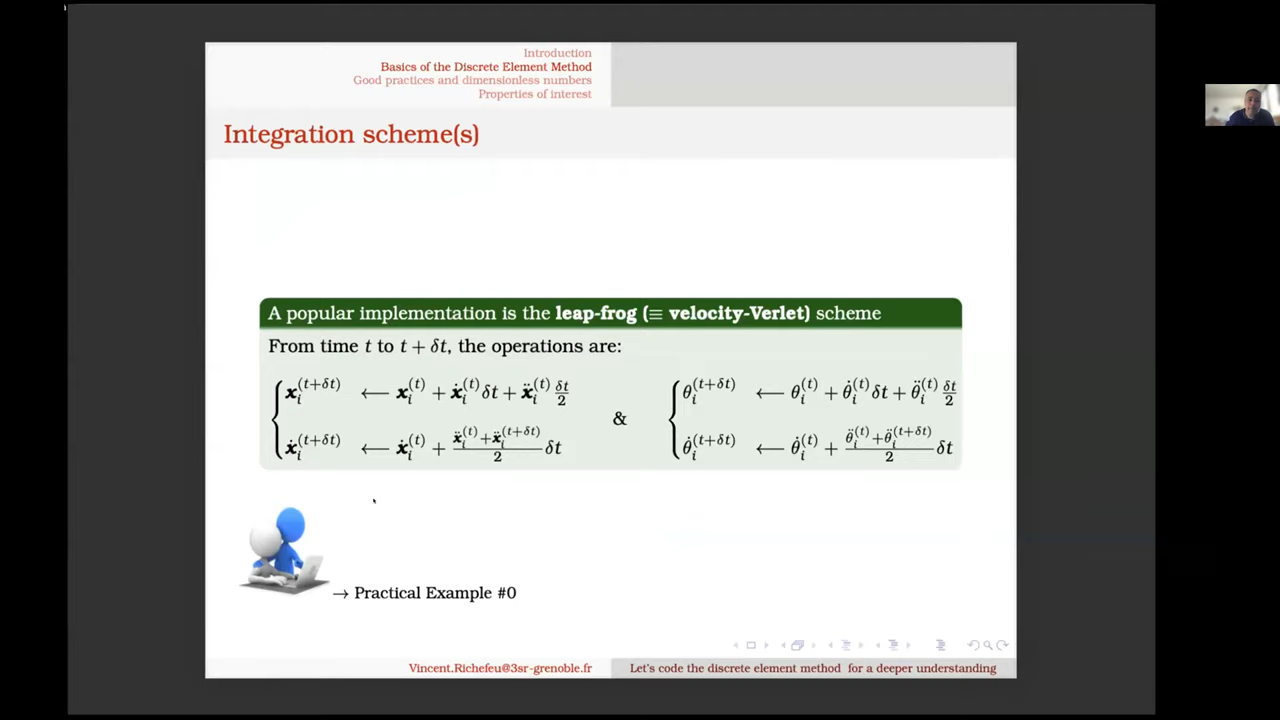 Introduction
Basics of the Discrete Element Method
Good practices and dimensionless numbers
Properties of interest
Integration scheme(s)
A popular implementation is the leap-frog (≡ velocity-Verlet) scheme
From time t to t + δt, the operations are:
{ x_i^(t+δt) ⟵ x_i^(t) + ẋ_i^(t) δt + ẍ_i^(t) δt/2
ẋ_i^(t+δt) ⟵ ẋ_i^(t) + (ẍ_i^(t) + ẍ_i^(t+δt))/2 δt
&
{ θ_i^(t+δt) ⟵ θ_i^(t) + θ̇_i^(t) δt + θ̈_i^(t) δt/2
θ̇_i^(t+δt) ⟵ θ̇_i^(t) + (θ̈_i^(t) + θ̈_i^(t+δt))/2 δt
→ Practical Example #0
Vincent.Richefeu@3sr-grenoble.fr
Let's code the discrete element method for a deeper understanding